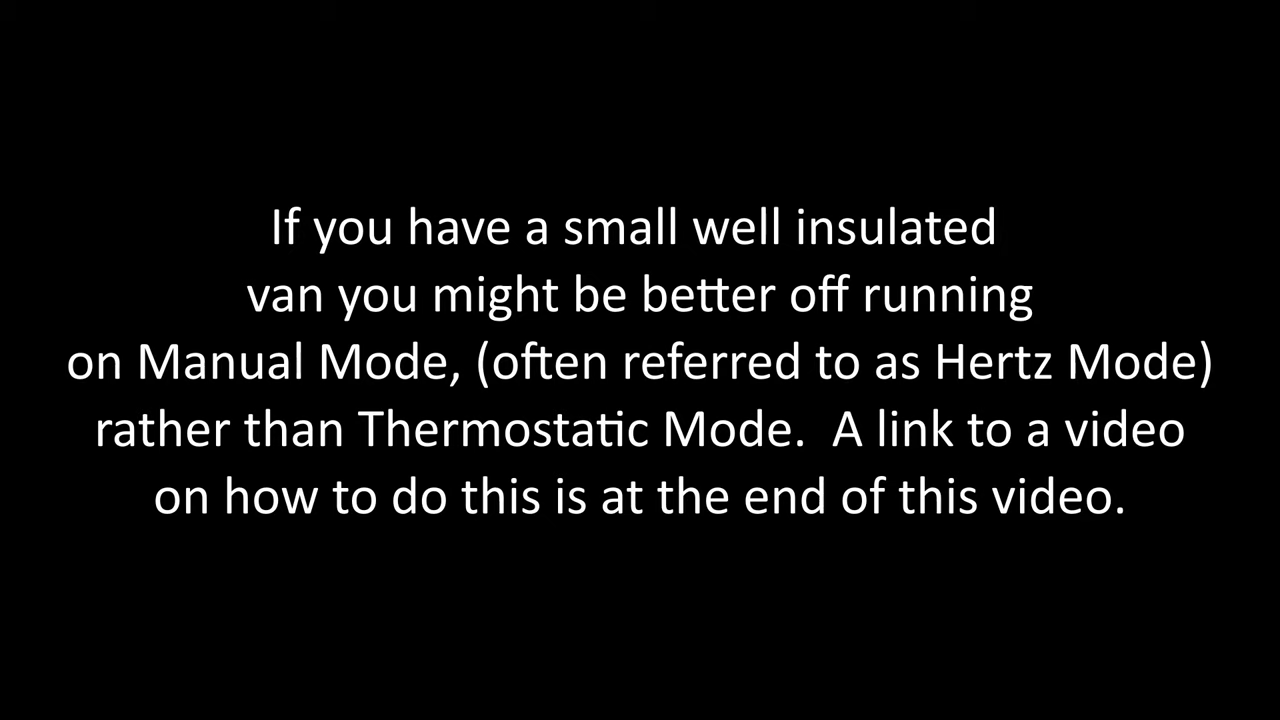 If you have a small well insulated
van you might be better off running
on Manual Mode, (often referred to as Hertz Mode)
rather than Thermostatic Mode.  A link to a video
on how to do this is at the end of this video.